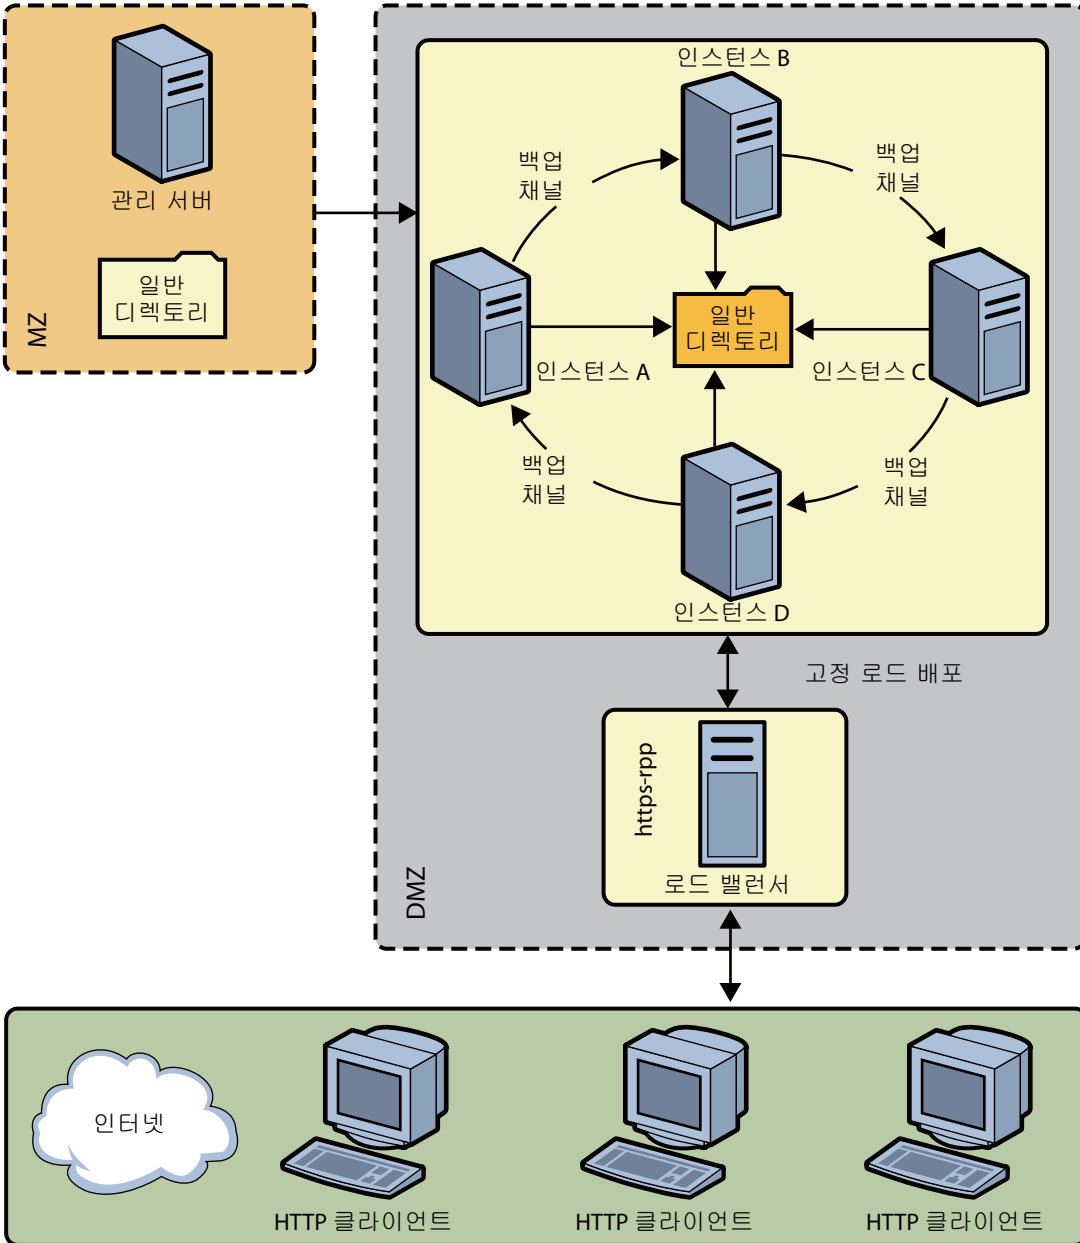 관리 서버
일반
디렉토리
MZ
인스턴스 B
백업
채널
백업
채널
일반
디렉토리
인스턴스 A
인스턴스 C
백업
채널
백업
채널
인스턴스 D
고정 로드 배포
https-rpp
로드 밸런서
DMZ
인터넷
HTTP 클라이언트
HTTP 클라이언트
HTTP 클라이언트